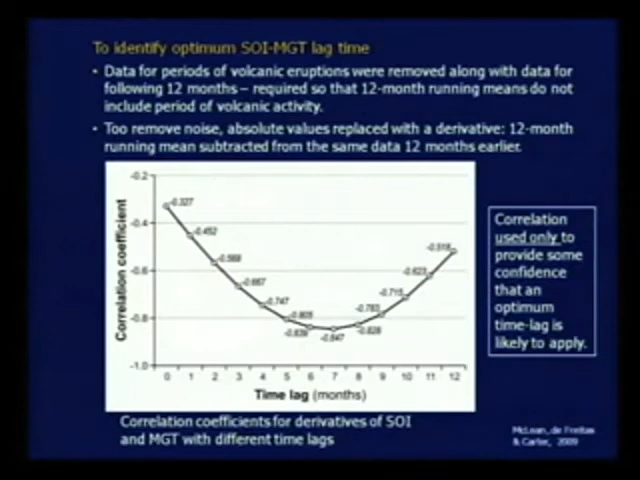 To identify optimum SOI-MGT lag time
• Data for periods of volcanic eruptions were removed along with data for
following 12 months – required so that 12-month running means do not
include period of volcanic activity.
• Too remove noise, absolute values replaced with a derivative: 12-month
running mean subtracted from the same data 12 months earlier.
Correlation coefficient
-0.2
-0.4
-0.6
-0.8
-1.0
-0.327
-0.452
-0.568
-0.667
-0.747
-0.805
-0.839
-0.847
-0.828
-0.783
-0.715
-0.623
-0.518
0 1 2 3 4 5 6 7 8 9 10 11 12
Time lag (months)
Correlation
used only to
provide some
confidence
that an
optimum
time-lag is
likely to apply.
Correlation coefficients for derivatives of SOI
and MGT with different time lags
McLean, de Freitas
& Carter, 2009